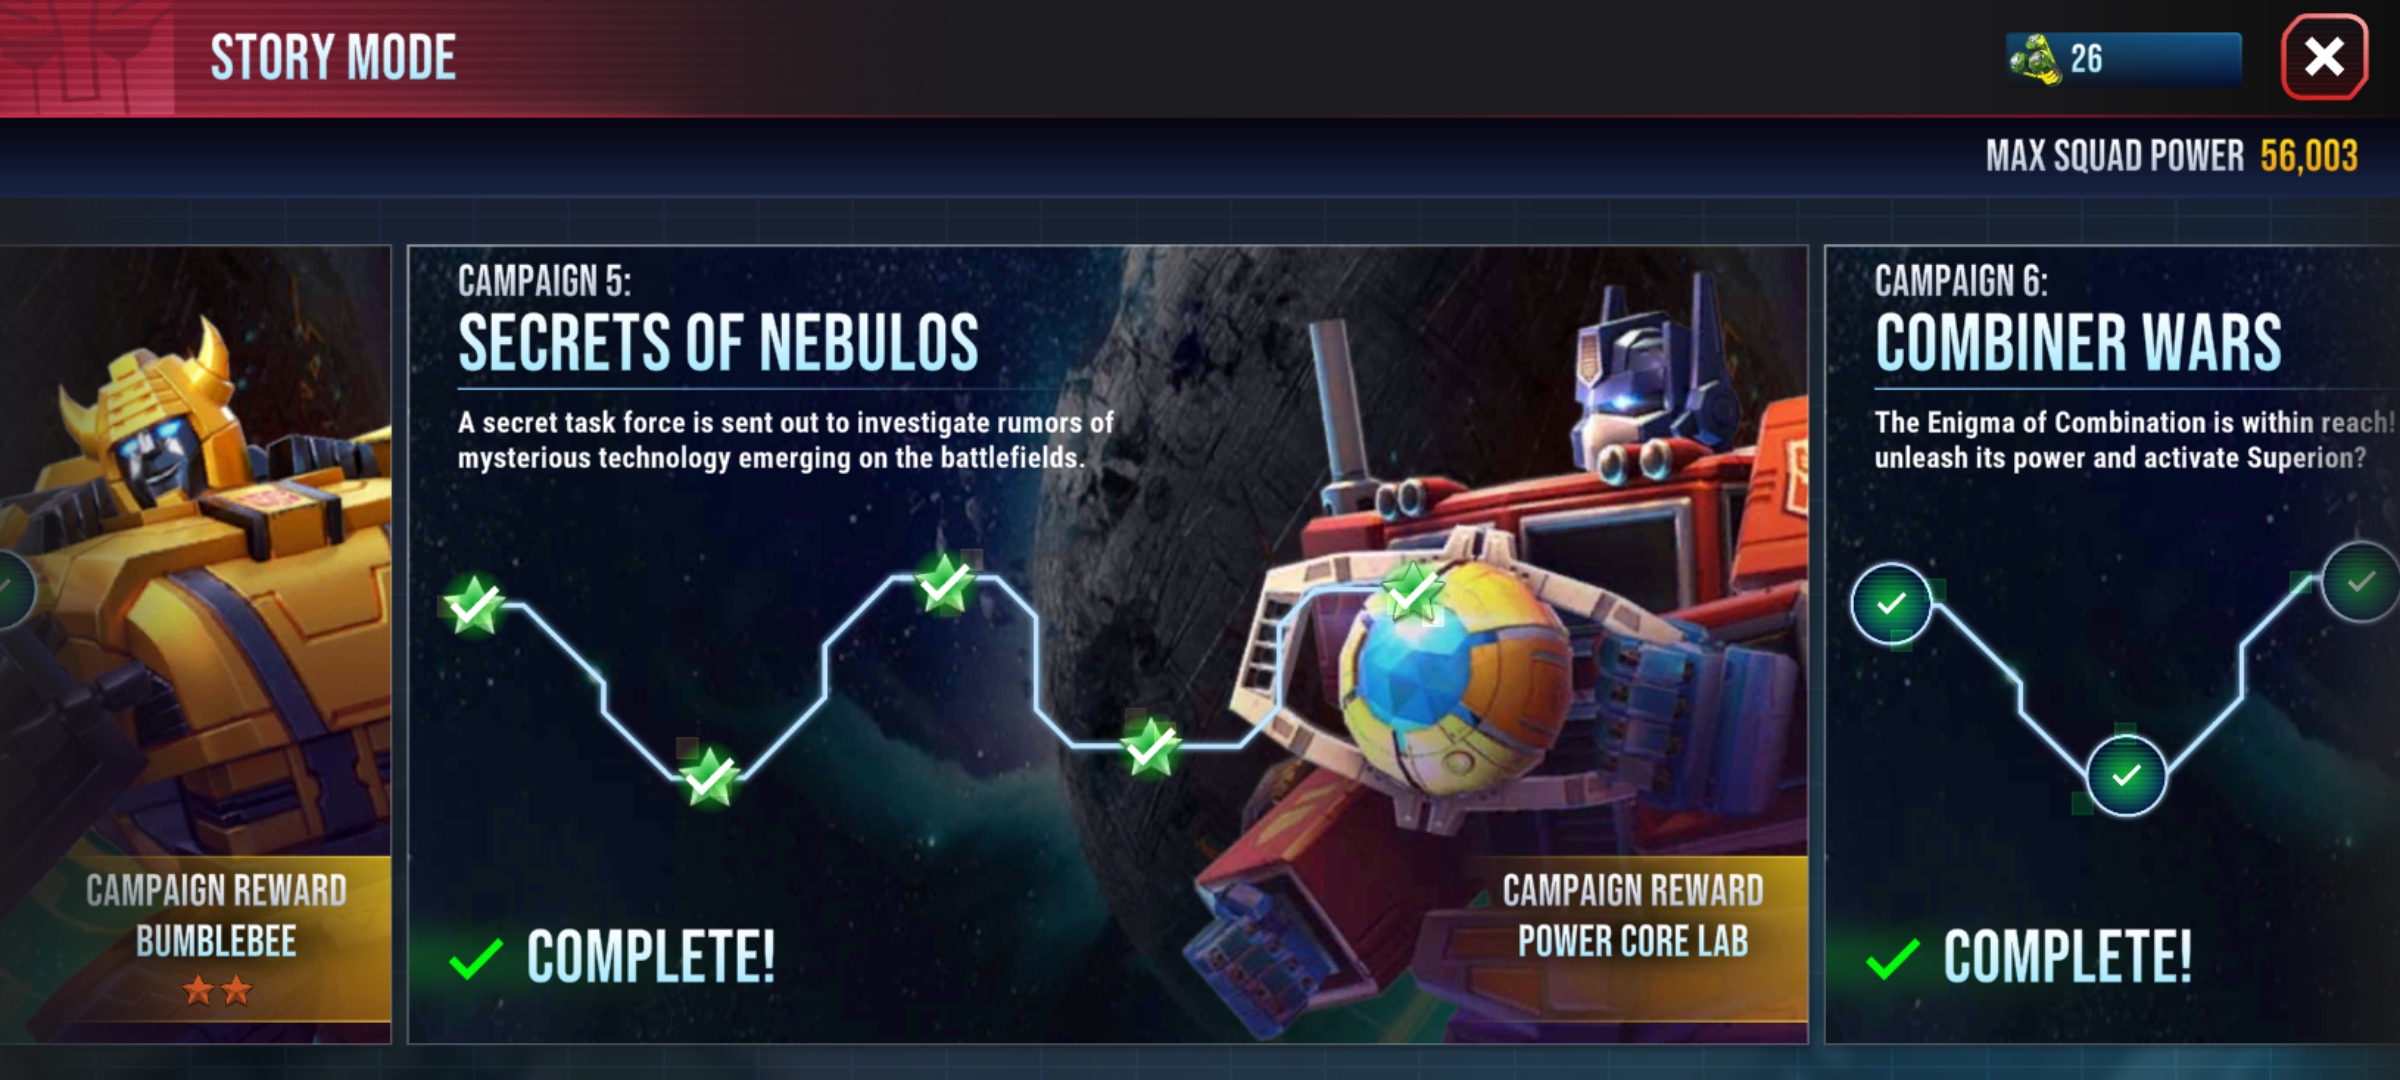 STORY MODE
26
MAX SQUAD POWER 56,003
CAMPAIGN REWARD
BUMBLEBEE
CAMPAIGN 5:
SECRETS OF NEBULOS
A secret task force is sent out to investigate rumors of
mysterious technology emerging on the battlefields.
COMPLETE!
CAMPAIGN REWARD
POWER CORE LAB
CAMPAIGN 6:
COMBINER WARS
The Enigma of Combination is within reach!
unleash its power and activate Superion?
COMPLETE!